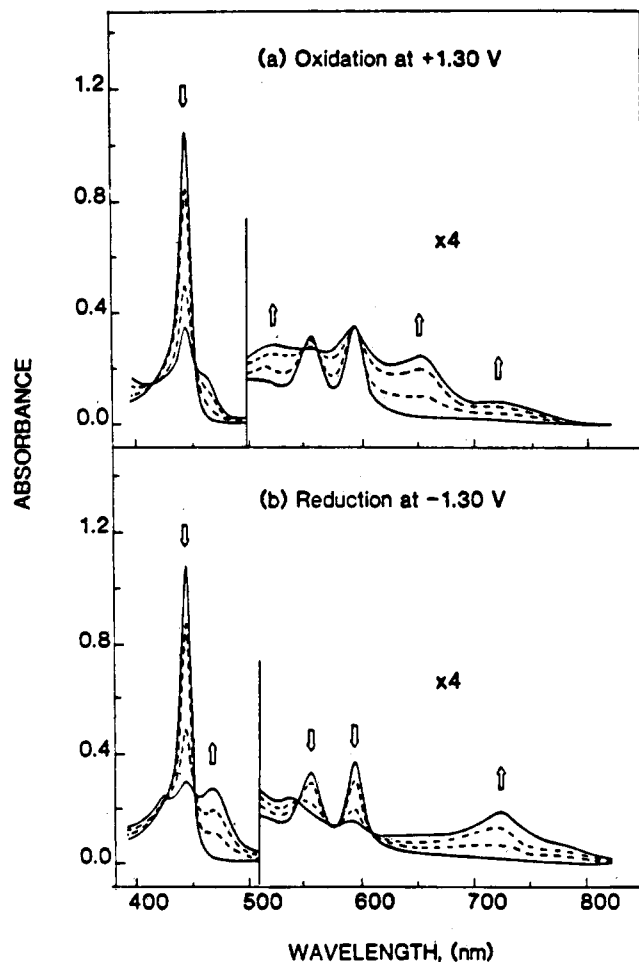 (a) Oxidation at +1.30 V
1.2
0.8
x4
0.4
0.0
ABSORBANCE
(b) Reduction at −1.30 V
1.2
0.8
x4
0.4
0.0
400 500 600 700 800
WAVELENGTH, (nm)